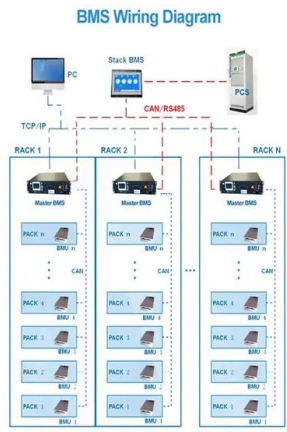 BMS Wiring Diagram
PC
Stack BMS
PCS
CAN/RS485
TCP/IP
RACK 1
RACK 2
RACK N
Master BMS
Master BMS
Master BMS
PACK n
BMU n
PACK n
BMU n
PACK n
BMU n
CAN
CAN
CAN
...
PACK 4
BMU 4
PACK 4
BMU 4
PACK 4
BMU 4
PACK 3
BMU 3
PACK 3
BMU 3
PACK 3
BMU 3
PACK 2
BMU 2
PACK 2
BMU 2
PACK 2
BMU 2
PACK 1
BMU 1
PACK 1
BMU 1
PACK 1
BMU 1